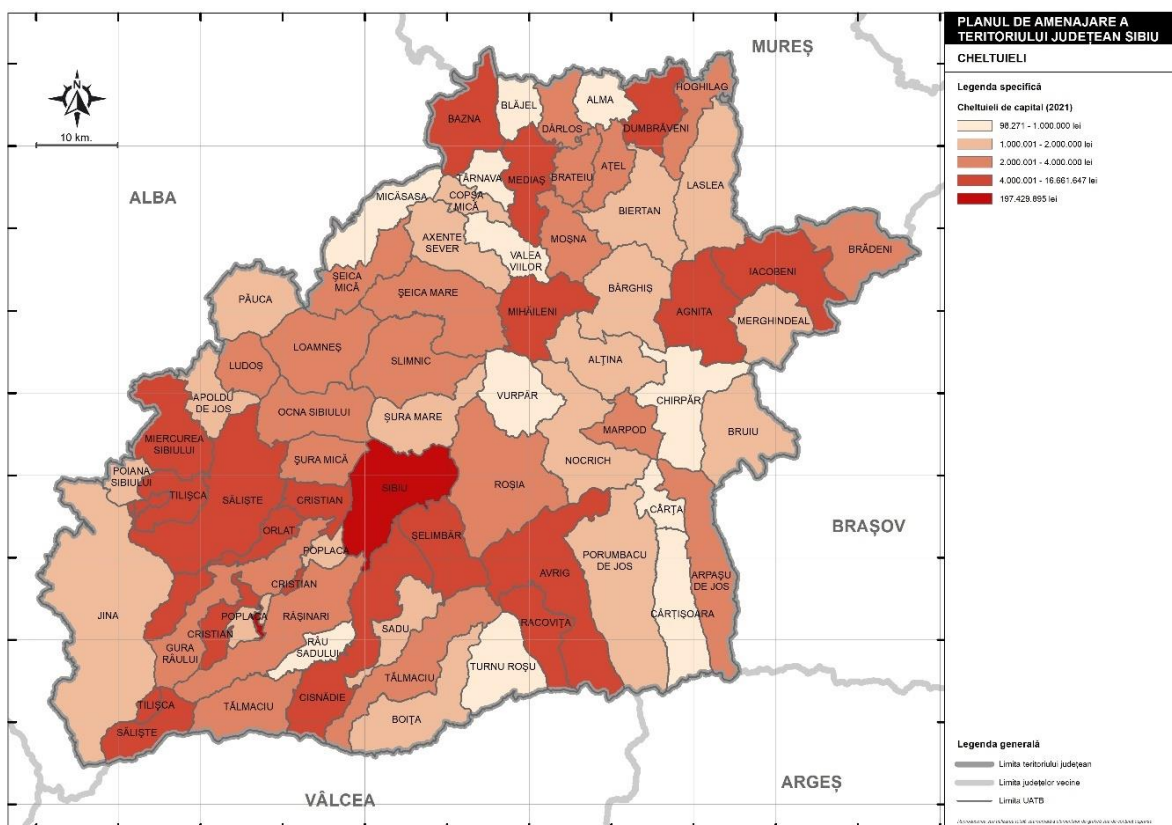 PLANUL DE AMENAJARE A
TERITORIULUI JUDEȚEAN SIBIU
CHELTUIELI
Legenda specifică
Cheltuieli de capital (2021)
98.271 - 1.000.000 lei
1.000.001 - 2.000.000 lei
2.000.001 - 4.000.000 lei
4.000.001 - 16.661.647 lei
197.429.895 lei
N
10 km.
MUREȘ
ALBA
BRAȘOV
ARGEȘ
VÂLCEA
HOGHILAG
BLĂJEL
ALMA
BAZNA
DÂRLOS
DUMBRĂVENI
TÂRNAVA
MEDIAȘ
BRATEIU
AȚEL
LASLEA
MICĂSASA
COPȘA
MICĂ
BIERTAN
AXENTE
SEVER
MOȘNA
VALEA
VIILOR
BRĂDENI
IACOBENI
ȘEICA
MICĂ
ȘEICA MARE
BÂRGHIȘ
PĂUCA
MIHĂILENI
AGNITA
MERGHINDEAL
LOAMNEȘ
SLIMNIC
ALȚINA
LUDOȘ
APOLDU
DE JOS
VURPĂR
CHIRPĂR
OCNA SIBIULUI
ȘURA MARE
MARPOD
BRUIU
MIERCUREA
SIBIULUI
ȘURA MICĂ
NOCRICH
POIANA
SIBIULUI
TILIȘCA
SĂLIȘTE
CRISTIAN
SIBIU
ROȘIA
CÂRȚA
ORLAT
POPLACA
ȘELIMBĂR
AVRIG
PORUMBACU
DE JOS
ARPAȘU
DE JOS
CRISTIAN
JINA
POPLACA
RĂȘINARI
CÂRȚIȘOARA
CRISTIAN
SADU
RACOVIȚA
GURA
RÂULUI
RÂU
SADULUI
TURNU ROȘU
TĂLMACIU
CISNĂDIE
TILIȘCA
TĂLMACIU
BOIȚA
SĂLIȘTE
Legenda generală
Limita teritoriului județean
Limita județelor vecine
Limita UATB